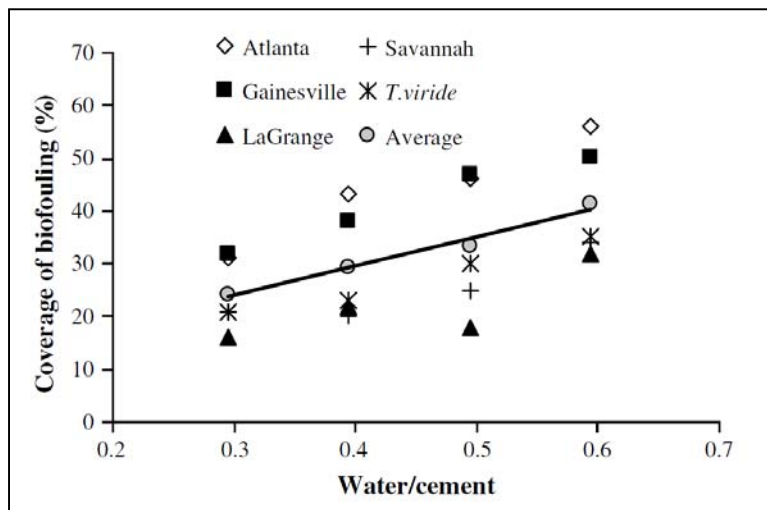 Atlanta Savannah
Gainesville T.viride
LaGrange Average
Coverage of biofouling (%)
70
60
50
40
30
20
10
0
0.2 0.3 0.4 0.5 0.6 0.7
Water/cement